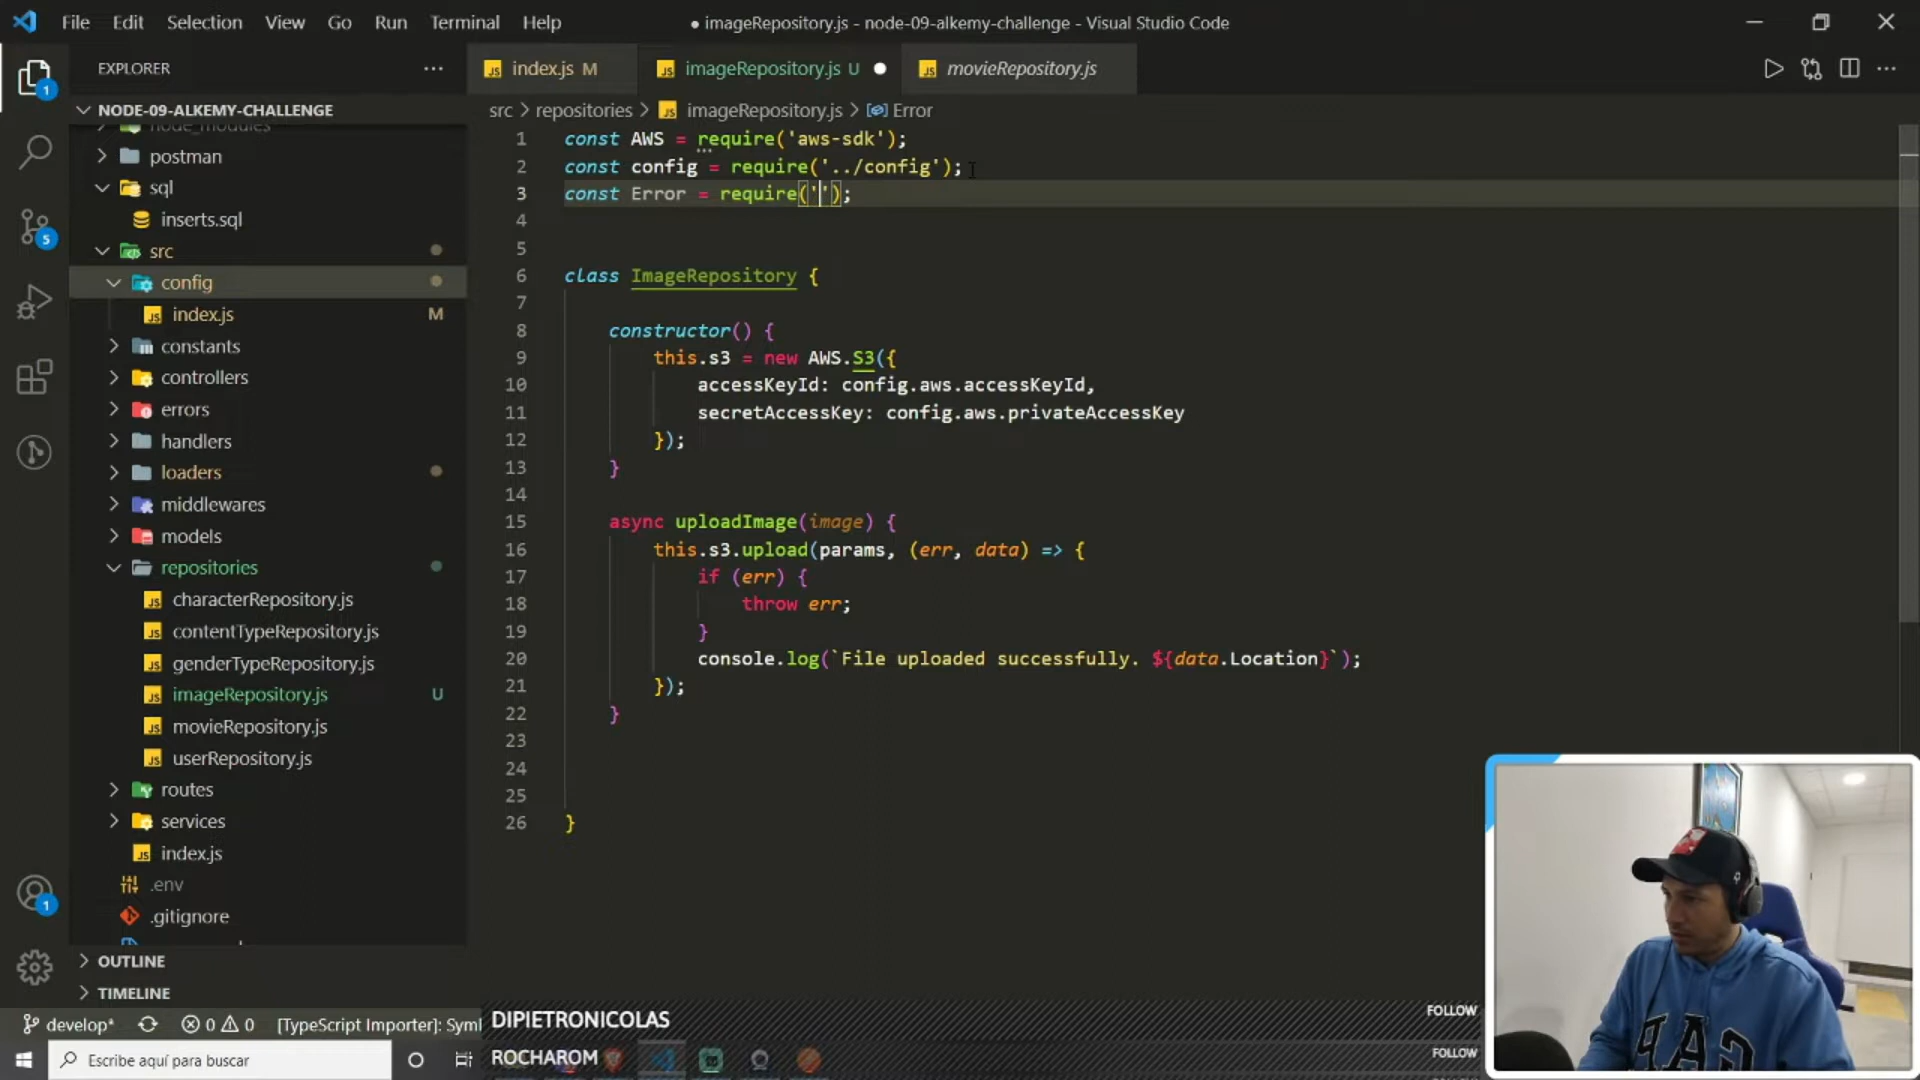 File Edit Selection View Go Run Terminal Help
● imageRepository.js - node-09-alkemy-challenge - Visual Studio Code
EXPLORER
index.js M
imageRepository.js U
movieRepository.js
NODE-09-ALKEMY-CHALLENGE
node_modules
postman
sql
inserts.sql
src
config
index.js M
constants
controllers
errors
handlers
loaders
middlewares
models
repositories
characterRepository.js
contentTypeRepository.js
genderTypeRepository.js
imageRepository.js U
movieRepository.js
userRepository.js
routes
services
index.js
.env
.gitignore
OUTLINE
TIMELINE
1
5
1
src > repositories > imageRepository.js > Error
1 const AWS = require('aws-sdk');
2 const config = require('../config');
3 const Error = require('');
4
5
6 class ImageRepository {
7
8 constructor() {
9 this.s3 = new AWS.S3({
10 accessKeyId: config.aws.accessKeyId,
11 secretAccessKey: config.aws.privateAccessKey
12 });
13 }
14
15 async uploadImage(image) {
16 this.s3.upload(params, (err, data) => {
17 if (err) {
18 throw err;
19 }
20 console.log(`File uploaded successfully. ${data.Location}`);
21 });
22 }
23
24
25
26 }
develop* 0 0 [TypeScript Importer]: Syml
DIPIETRONICOLAS FOLLOW
ROCHAROM FOLLOW
Escribe aquí para buscar
GAP